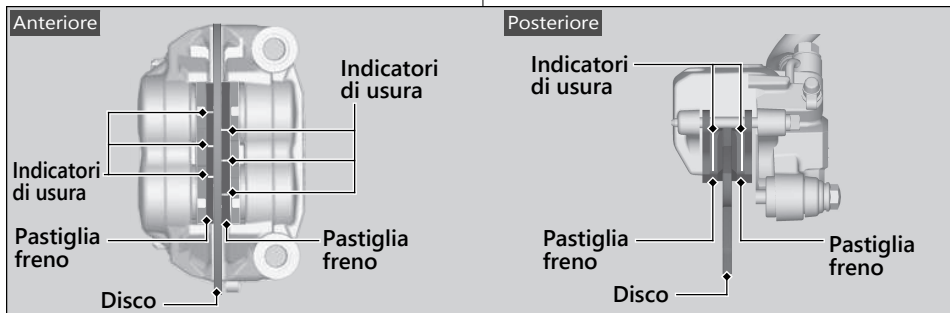 Anteriore
Indicatori
di usura
Indicatori
di usura
Pastiglia
freno
Pastiglia
freno
Disco
Posteriore
Indicatori
di usura
Pastiglia
freno
Pastiglia
freno
Disco